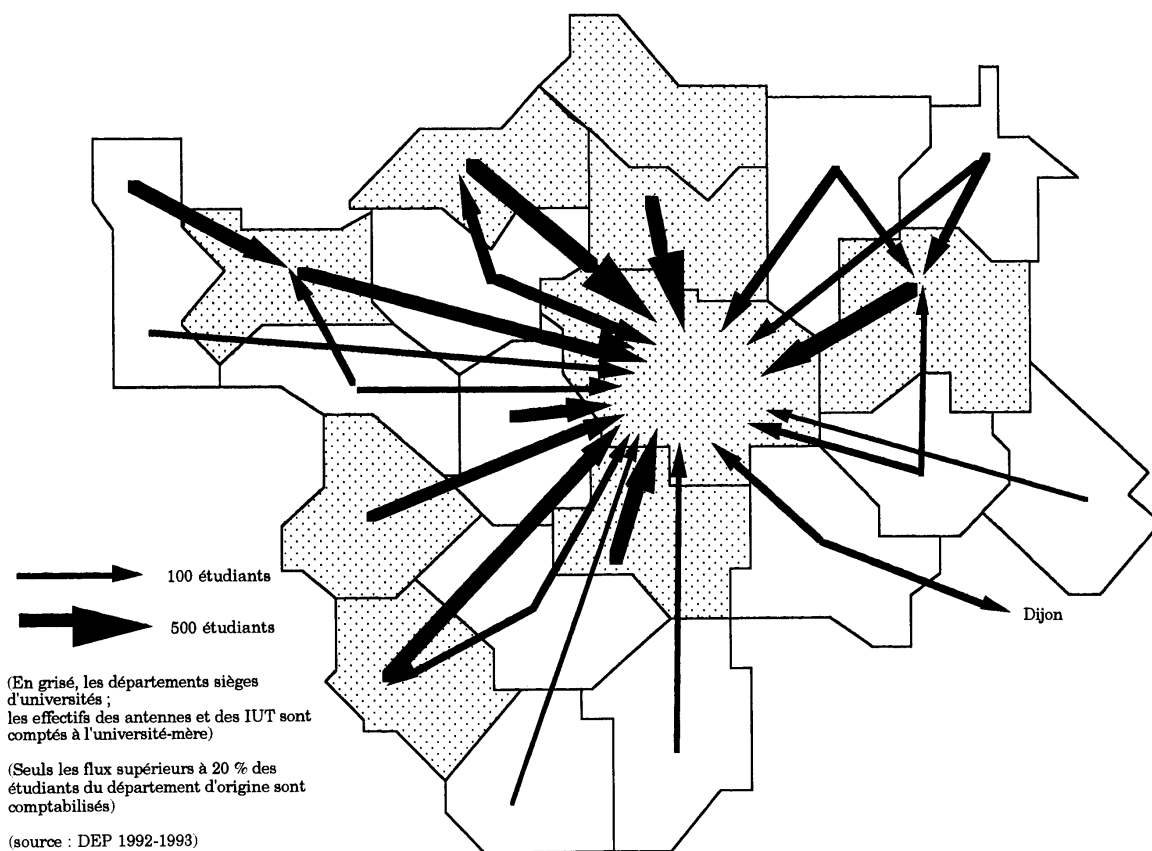 100 étudiants
500 étudiants
Dijon
(En grisé, les départements sièges
d'universités ;
les effectifs des antennes et des IUT sont
comptés à l'université-mère)
(Seuls les flux supérieurs à 20 % des
étudiants du département d'origine sont
comptabilisés)
(source : DEP 1992-1993)